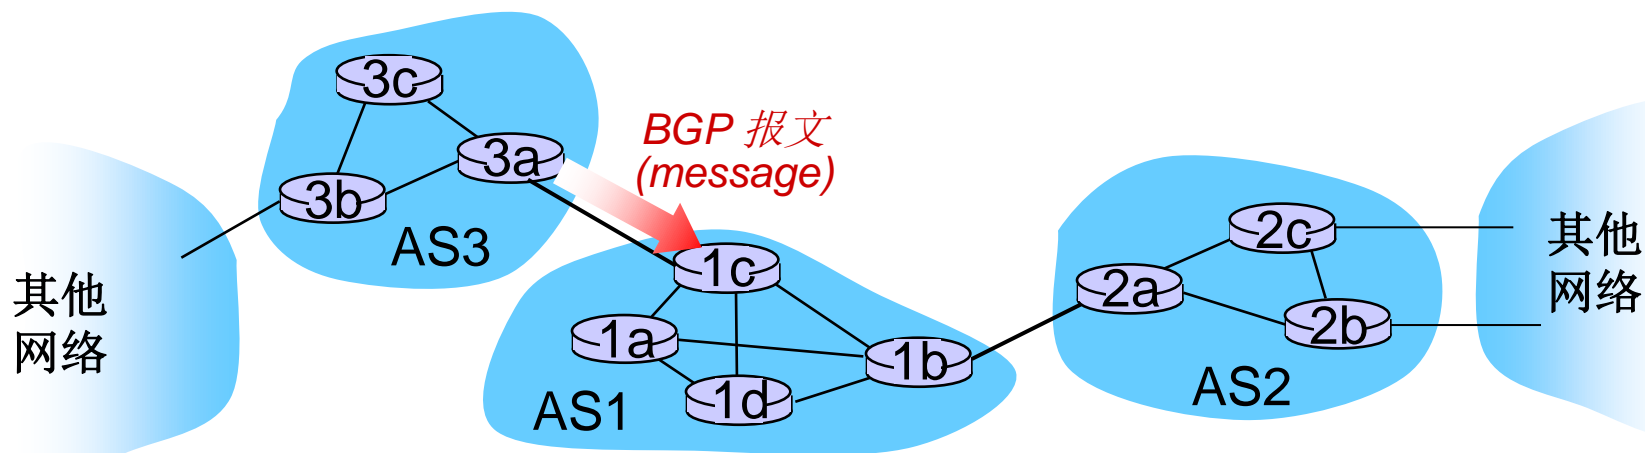 3c
BGP 报文
(message)
3a
3b
AS3
2c
其他
网络
1c
2a
其他
网络
2b
1a
1b
1d
AS1
AS2